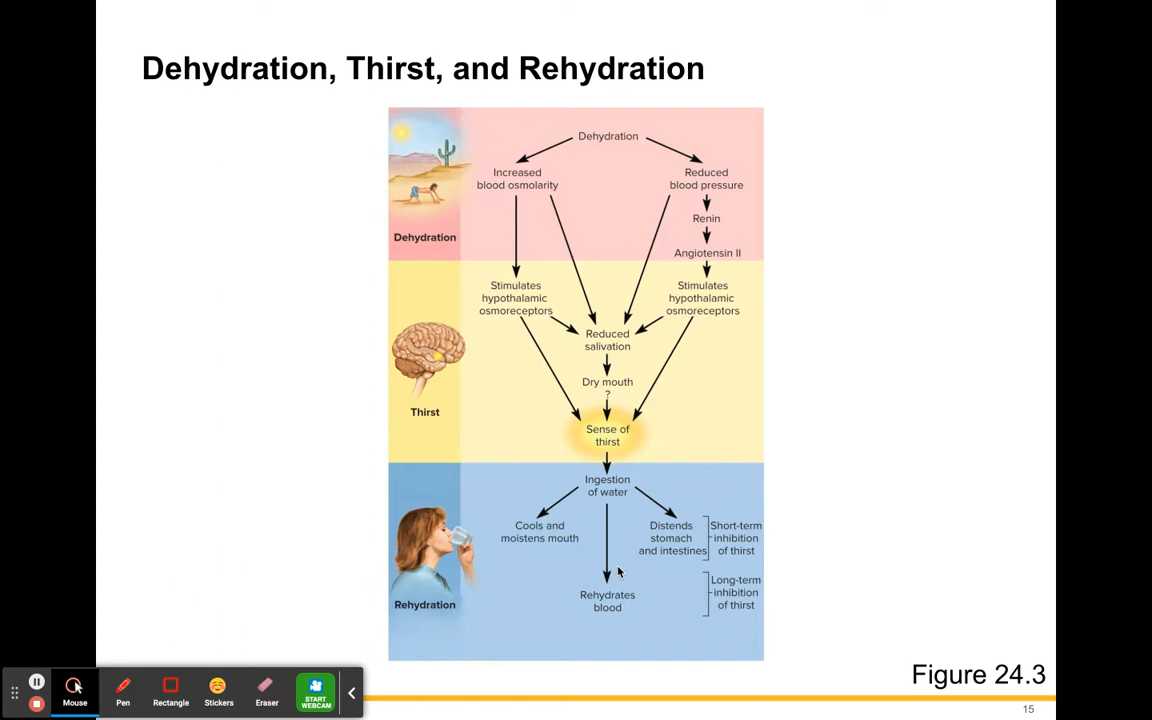 Dehydration, Thirst, and Rehydration
Dehydration
Increased
blood osmolarity
Reduced
blood pressure
Renin
Angiotensin II
Dehydration
Stimulates
hypothalamic
osmoreceptors
Stimulates
hypothalamic
osmoreceptors
Reduced
salivation
Dry mouth
?
Thirst
Sense of
thirst
Ingestion
of water
Cools and
moistens mouth
Distends
stomach
and intestines
Short-term
inhibition
of thirst
Rehydrates
blood
Long-term
inhibition
of thirst
Rehydration
Figure 24.3
15
Mouse
Pen
Rectangle
Stickers
Eraser
START
WEBCAM